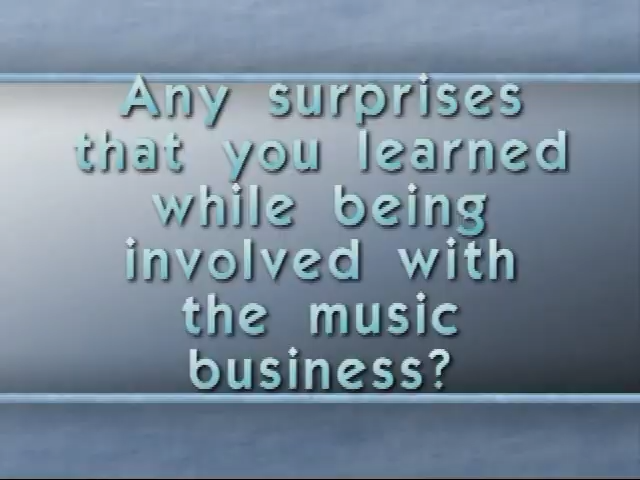 Any surprises
that you learned
while being
involved with
the music
business?